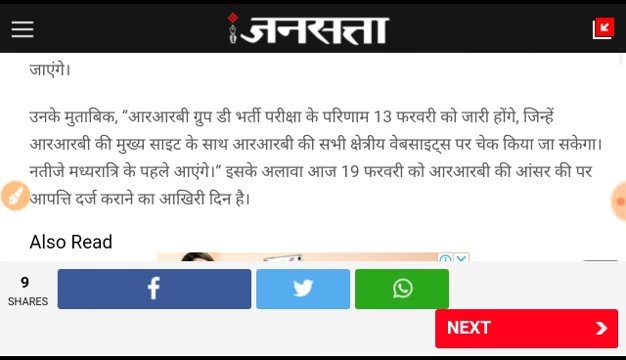 जनसत्ता
जाएंगे।
उनके मुताबिक, “आरआरबी ग्रुप डी भर्ती परीक्षा के परिणाम 13 फरवरी को जारी होंगे, जिन्हें
आरआरबी की मुख्य साइट के साथ आरआरबी की सभी क्षेत्रीय वेबसाइट्स पर चेक किया जा सकेगा।
नतीजे मध्यरात्रि के पहले आएंगे।” इसके अलावा आज 19 फरवरी को आरआरबी की आंसर की पर
आपत्ति दर्ज कराने का आखिरी दिन है।
Also Read
9
SHARES
NEXT